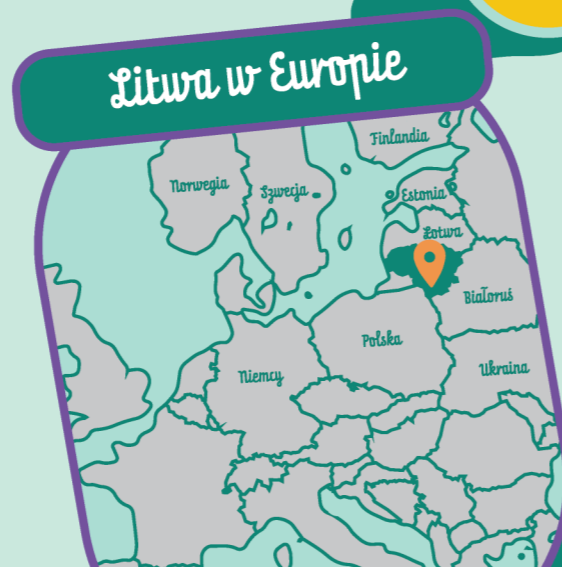 Litwa w Europie
Finlandia
Norwegia
Szwecja
Estonia
Łotwa
Białoruś
Polska
Ukraina
Niemcy